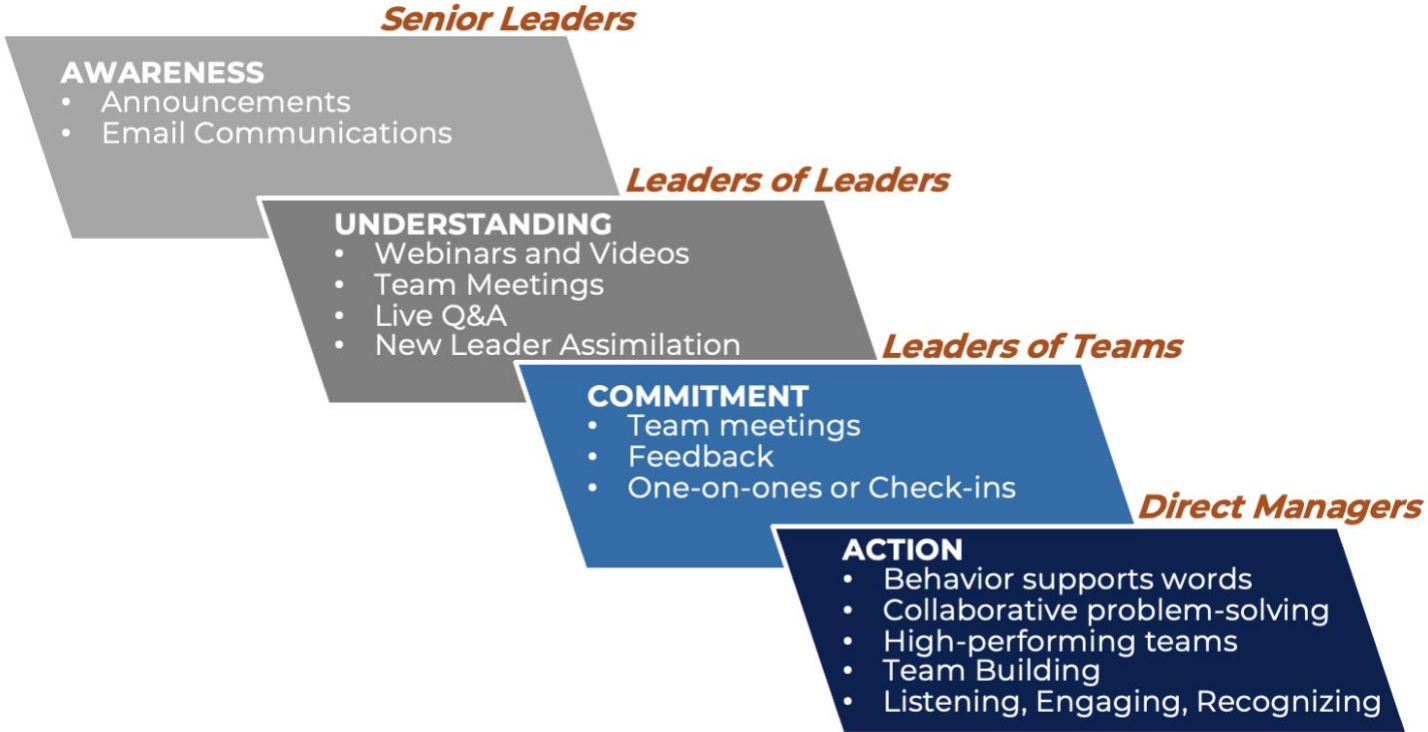 Senior Leaders
AWARENESS
• Announcements
• Email Communications
Leaders of Leaders
UNDERSTANDING
• Webinars and Videos
• Team Meetings
• Live Q&A
• New Leader Assimilation
Leaders of Teams
COMMITMENT
• Team meetings
• Feedback
• One-on-ones or Check-ins
Direct Managers
ACTION
• Behavior supports words
• Collaborative problem-solving
• High-performing teams
• Team Building
• Listening, Engaging, Recognizing